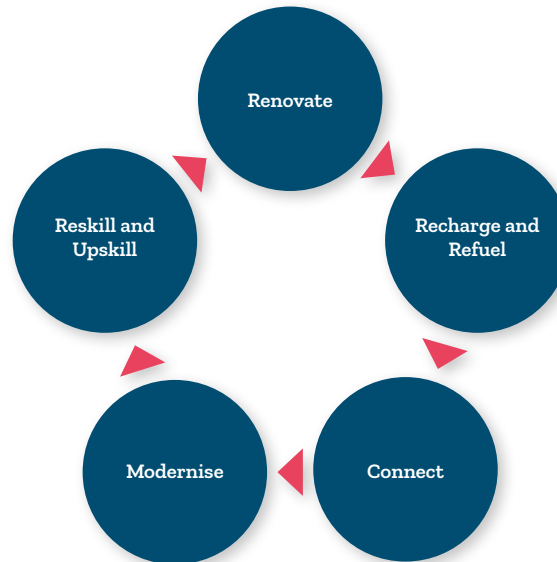 Renovate
Recharge and
Refuel
Connect
Modernise
Reskill and
Upskill